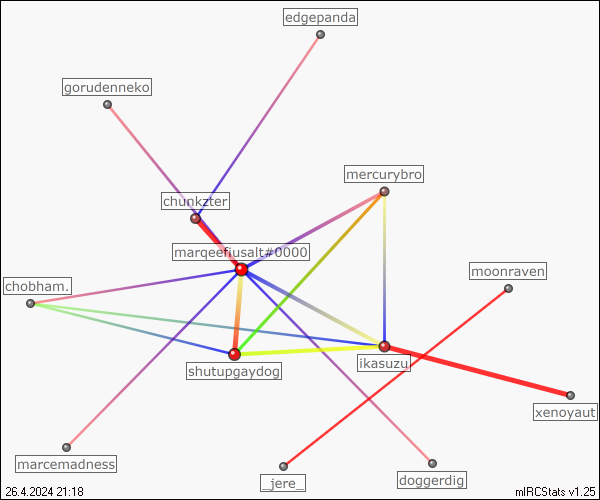 edgepanda
gorudenneko
mercurybro
chunkzter
marqeefiusalt#0000
moonraven
chobham.
ikasuzu
shutupgaydog
xenoyaut
marcemadness
_jere_
doggerdig
26.4.2024 21:18
mIRCStats v1.25